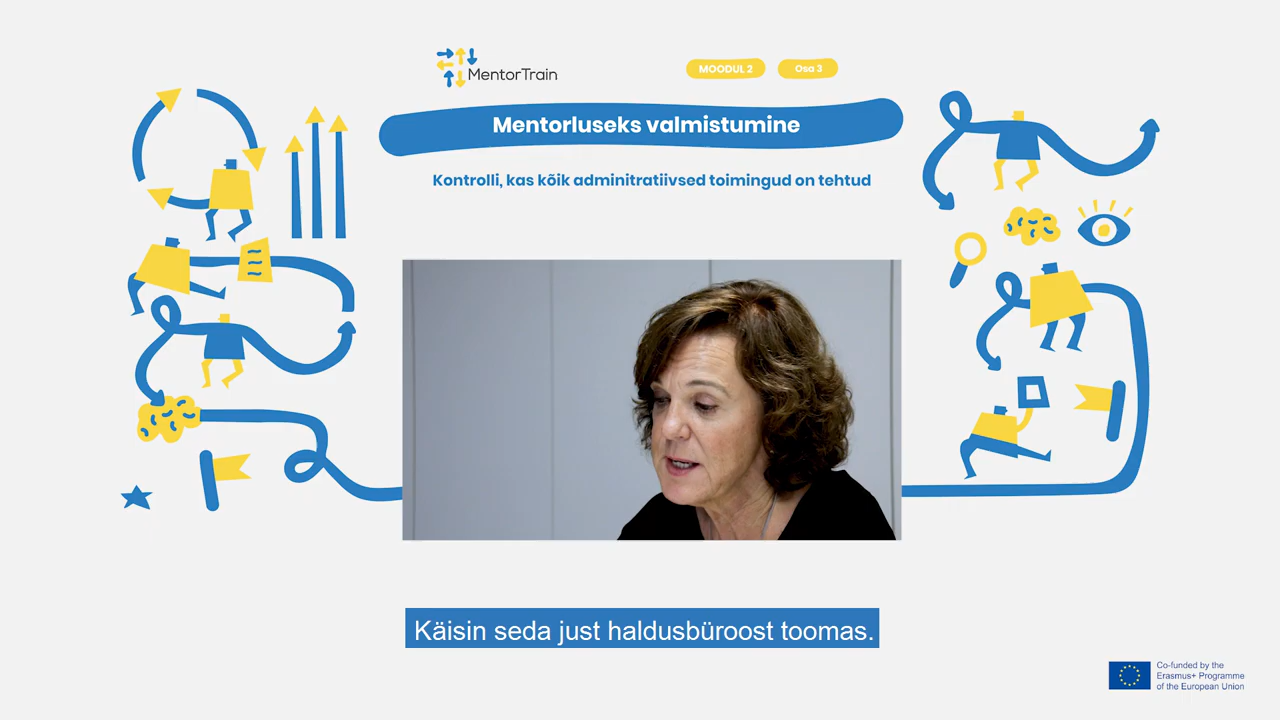 MentorTrain
MOODUL 2
Osa 3
Mentorluseks valmistumine
Kontrolli, kas kõik adminitratiivsed toimingud on tehtud
Käisin seda just haldusbüroost toomas.
Co-funded by the
Erasmus+ Programme
of the European Union